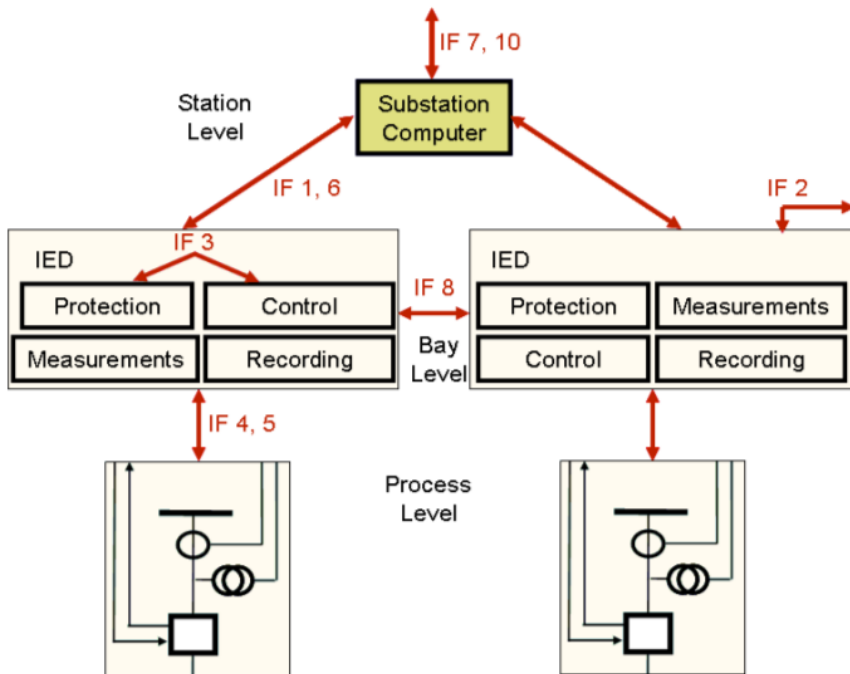 IF 7, 10
Station
Level
Substation
Computer
IF 1, 6
IF 2
IED
IF 3
Protection
Control
Measurements
Recording
IF 8
Bay
Level
IED
Protection
Measurements
Control
Recording
IF 4, 5
Process
Level